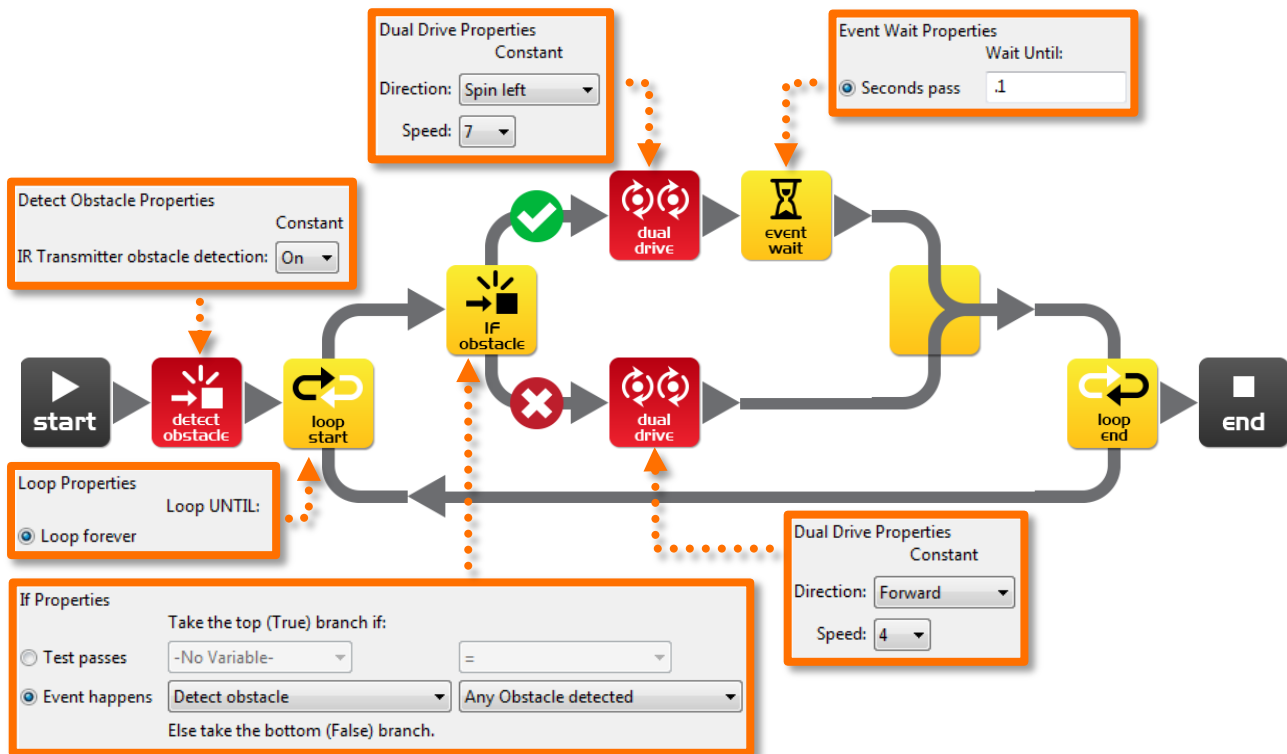 Dual Drive Properties
Constant
Direction: Spin left
Speed: 7
Event Wait Properties
Wait Until:
Seconds pass .1
Detect Obstacle Properties
Constant
IR Transmitter obstacle detection: On
dual
drive
event
wait
IF
obstacle
start
detect
obstacle
loop
start
dual
drive
loop
end
end
Loop Properties
Loop UNTIL:
Loop forever
Dual Drive Properties
Constant
Direction: Forward
Speed: 4
If Properties
Take the top (True) branch if:
Test passes -No Variable- =
Event happens Detect obstacle Any Obstacle detected
Else take the bottom (False) branch.